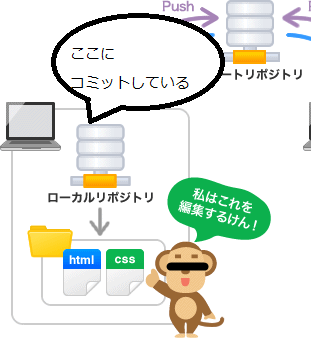 Push
ここに
コミットしている
ートリポジトリ
ローカルリポジトリ
私はこれを
編集するけん！
html
css